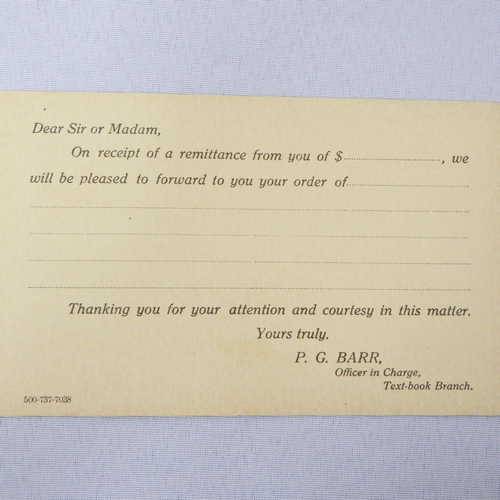 Dear Sir or Madam,
On receipt of a remittance from you of $............................, we
will be pleased to forward to you your order of....................................
Thanking you for your attention and courtesy in this matter.
Yours truly.
P. G. BARR,
Officer in Charge,
Text-book Branch.
500-737-7038